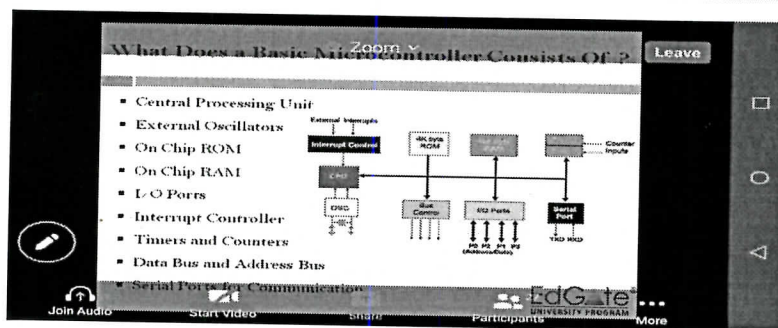 Zoom
What Does a Basic Microcontroller Consists Of ?
Leave
Central Processing Unit
External Oscillators
On Chip ROM
On Chip RAM
I/O Ports
Interrupt Controller
Timers and Counters
Data Bus and Address Bus
Serial Ports for Communication
External Interrupts
Interrupt Control
4K byte
ROM
Counter
Inputs
CPU
OSC
Bus
Control
I/O Ports
Serial
Port
P0 P2 P1 P3
(Address/Data)
TXD RXD
EdGate
UNIVERSITY PROGRAM
Join Audio
Start Video
Share
Participants
More